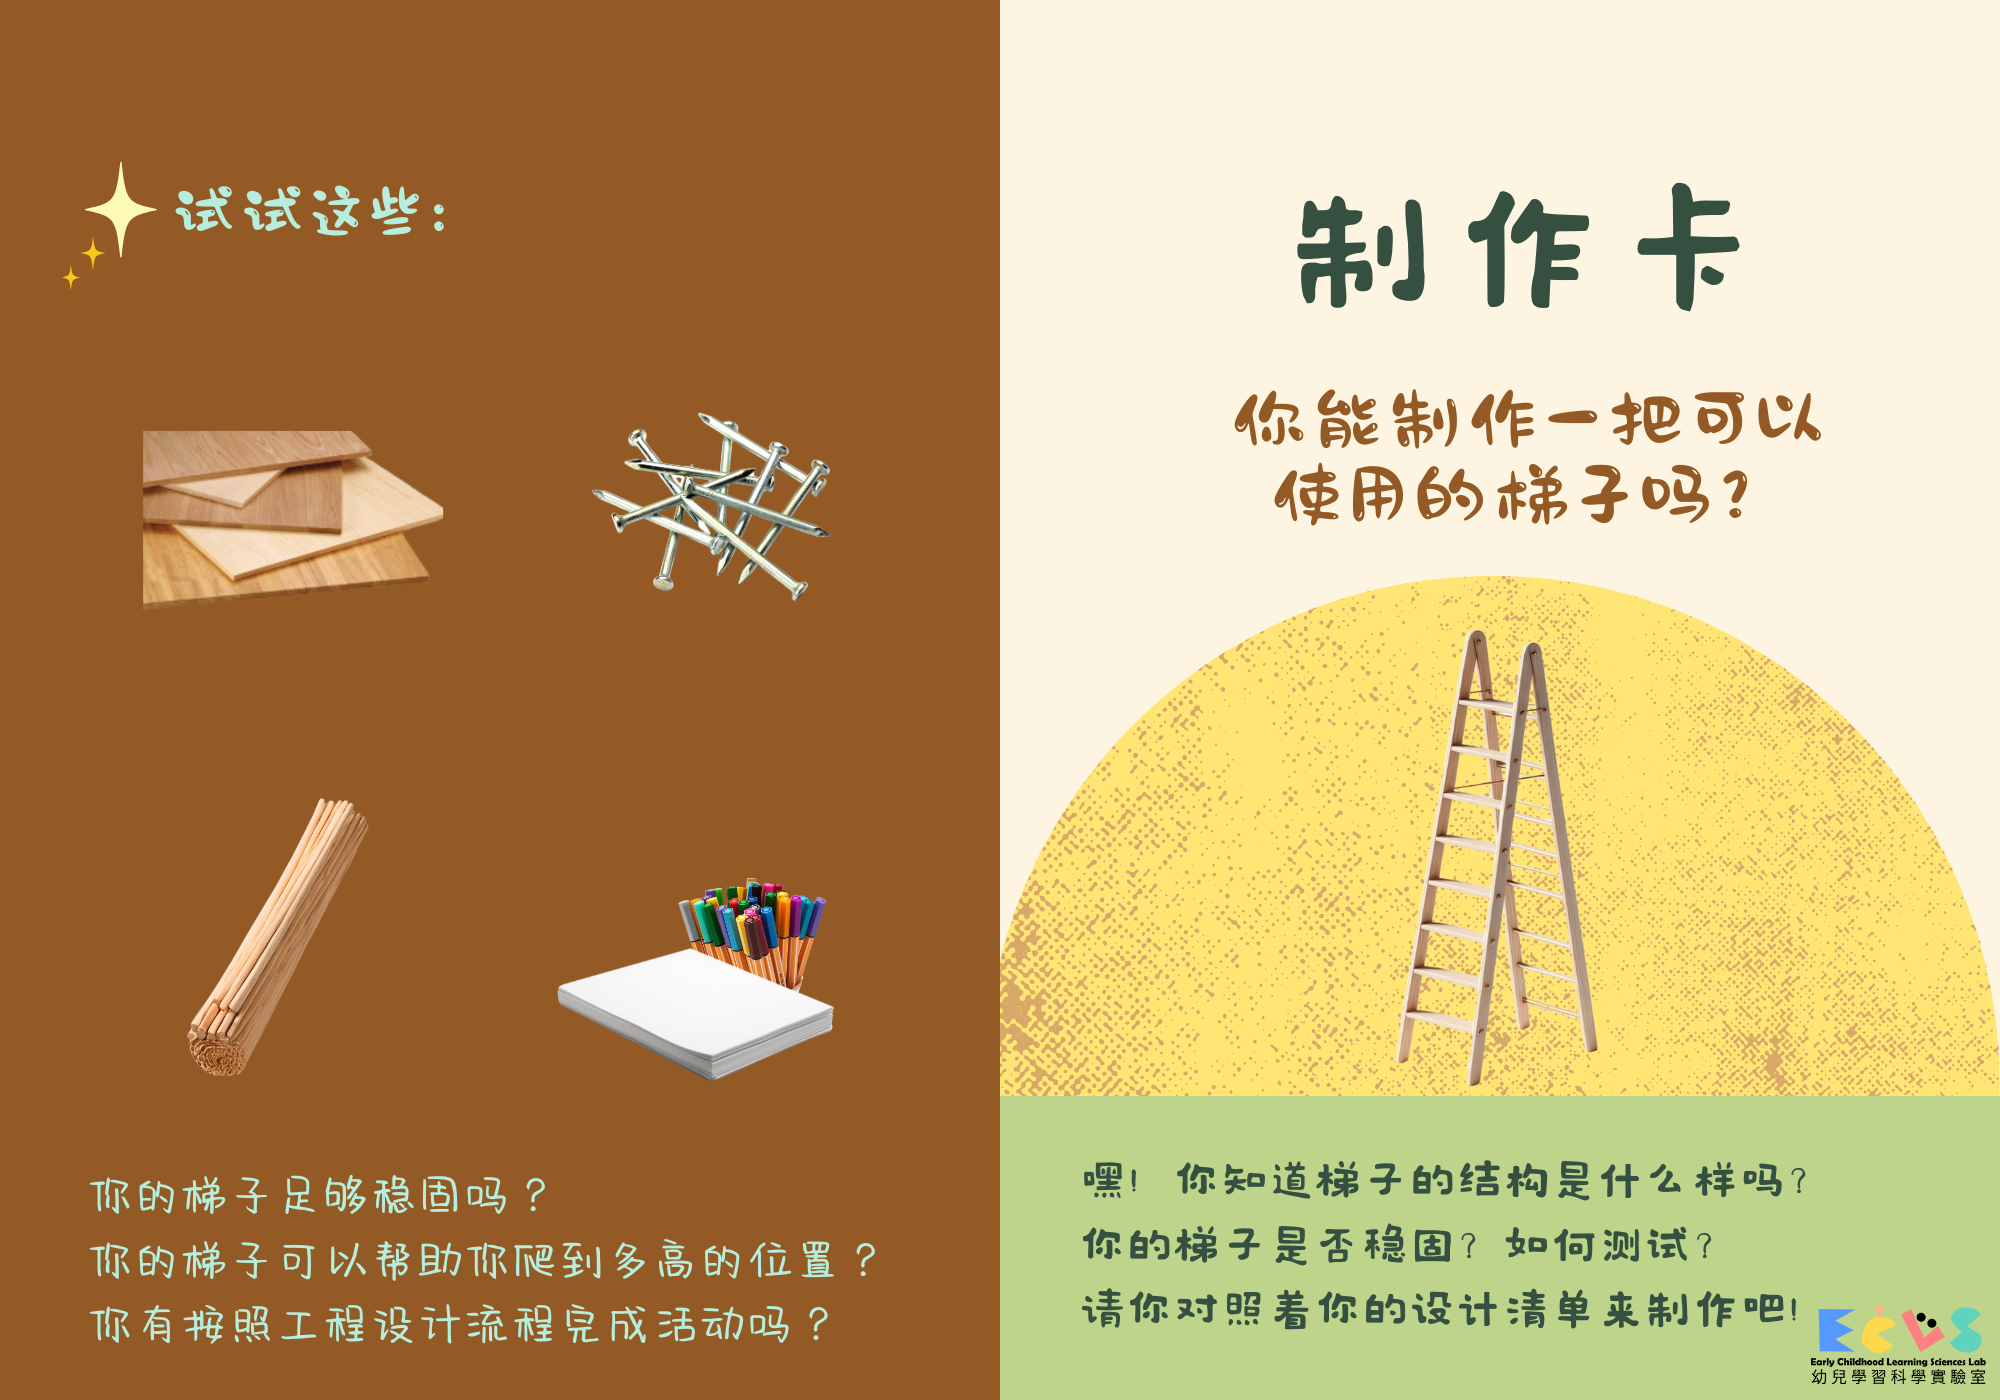 试试这些：
你的梯子足够稳固吗？
你的梯子可以帮助你爬到多高的位置？
你有按照工程设计流程完成活动吗？
制作卡
你能制作一把可以
使用的梯子吗？
嘿！你知道梯子的结构是什么样吗？
你的梯子是否稳固？如何测试？
请你对照着你的设计清单来制作吧！
ECLS
Early Childhood Learning Sciences Lab
幼兒學習科學實驗室